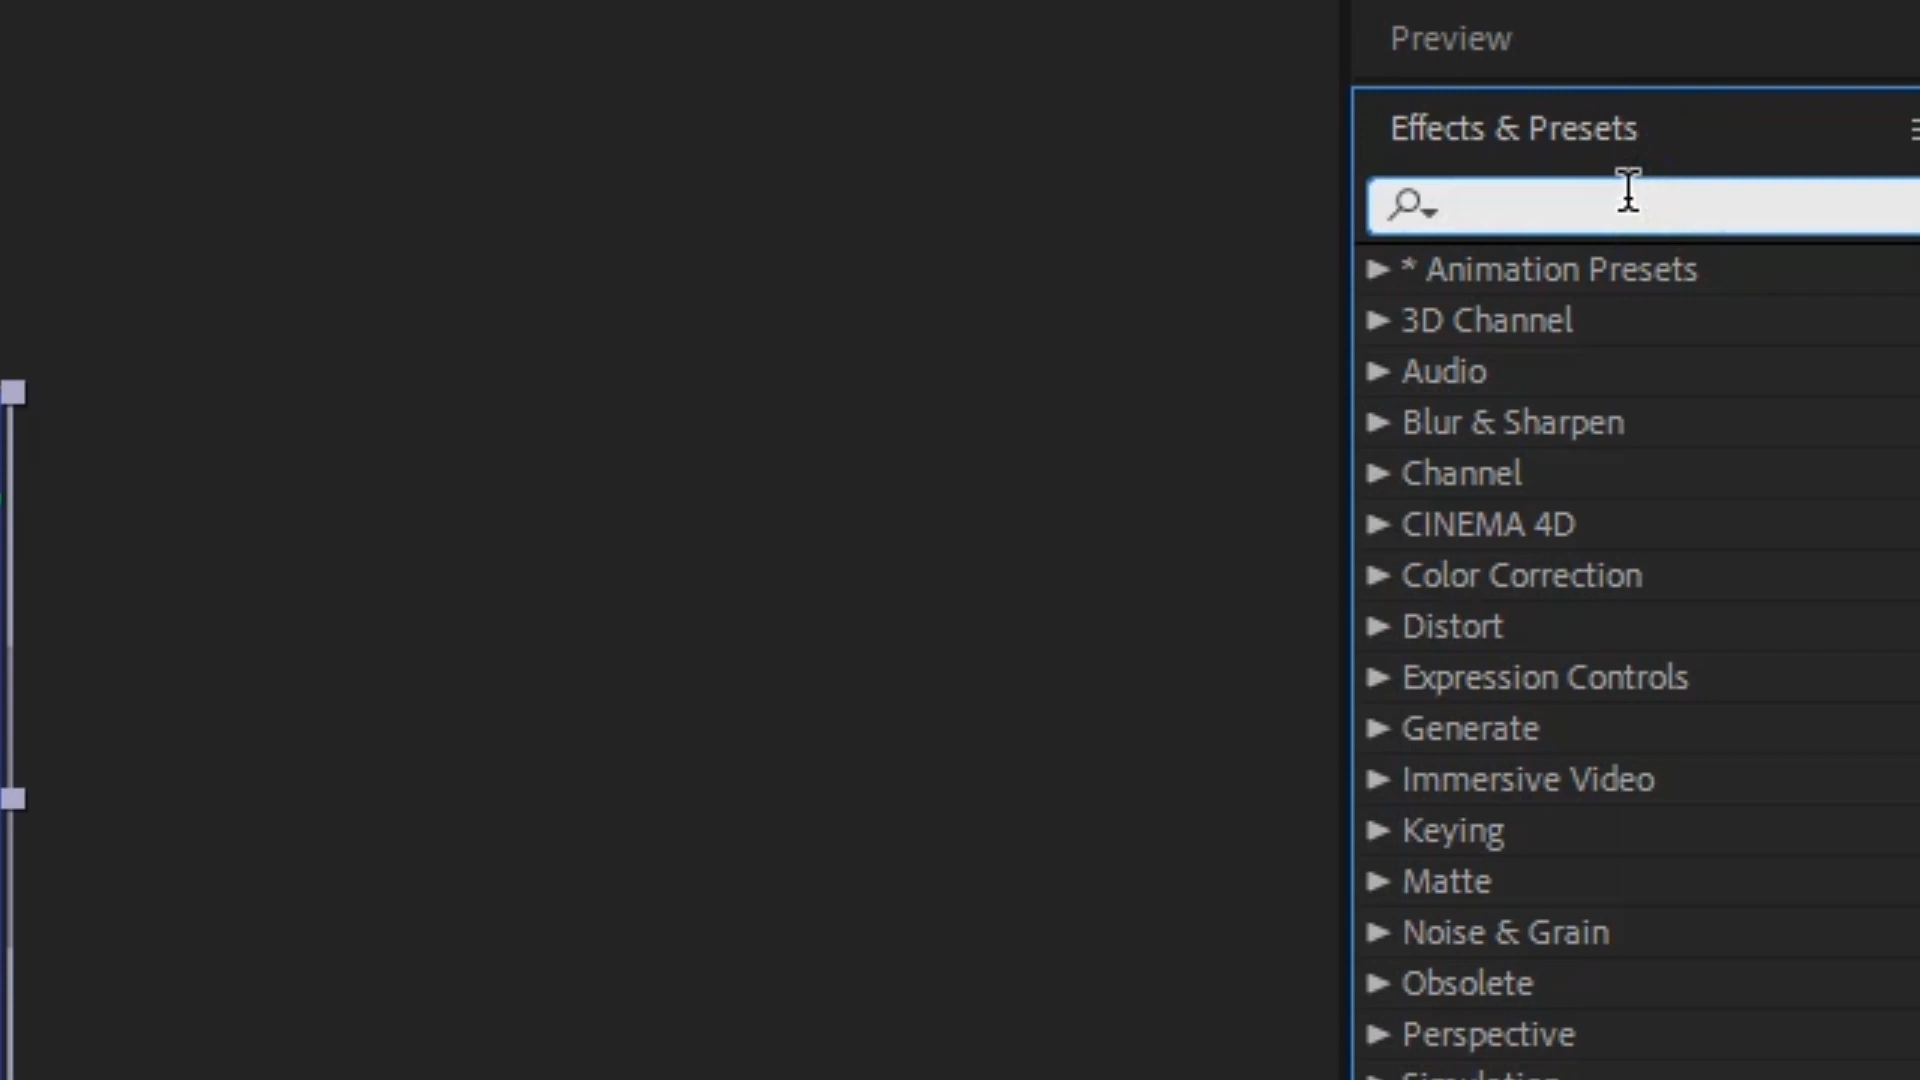 Preview
Effects & Presets
* Animation Presets
3D Channel
Audio
Blur & Sharpen
Channel
CINEMA 4D
Color Correction
Distort
Expression Controls
Generate
Immersive Video
Keying
Matte
Noise & Grain
Obsolete
Perspective